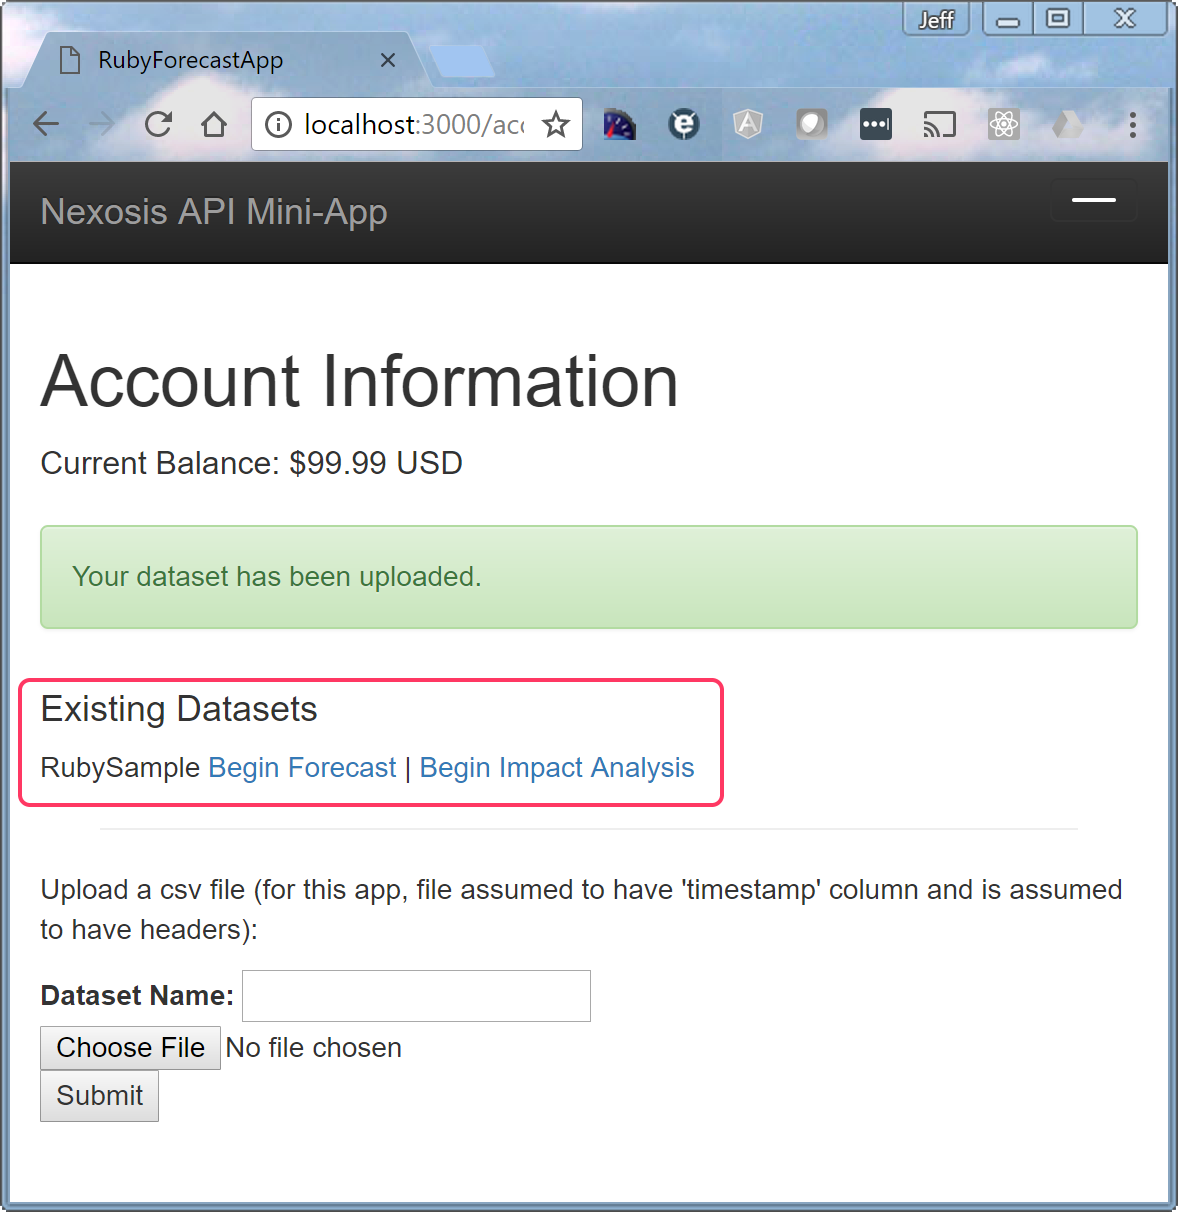 Jeff
RubyForecastApp
localhost:3000/acc
Nexosis API Mini-App
Account Information
Current Balance: $99.99 USD
Your dataset has been uploaded.
Existing Datasets
RubySample Begin Forecast | Begin Impact Analysis
Upload a csv file (for this app, file assumed to have 'timestamp' column and is assumed
to have headers):
Dataset Name:
Choose File No file chosen
Submit